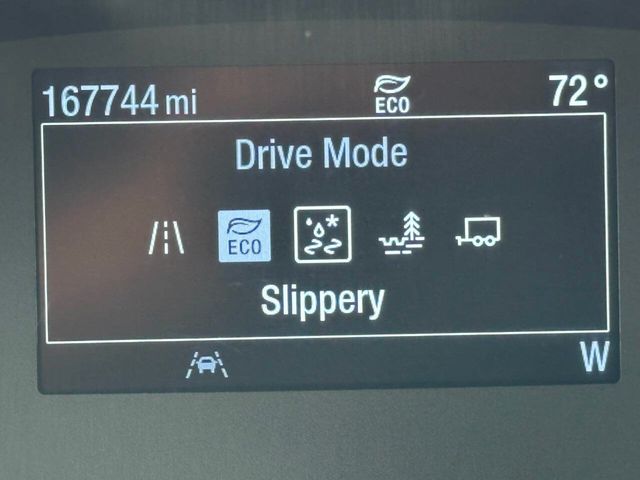 167744 mi ECO 72°
Drive Mode
ECO
Slippery
W